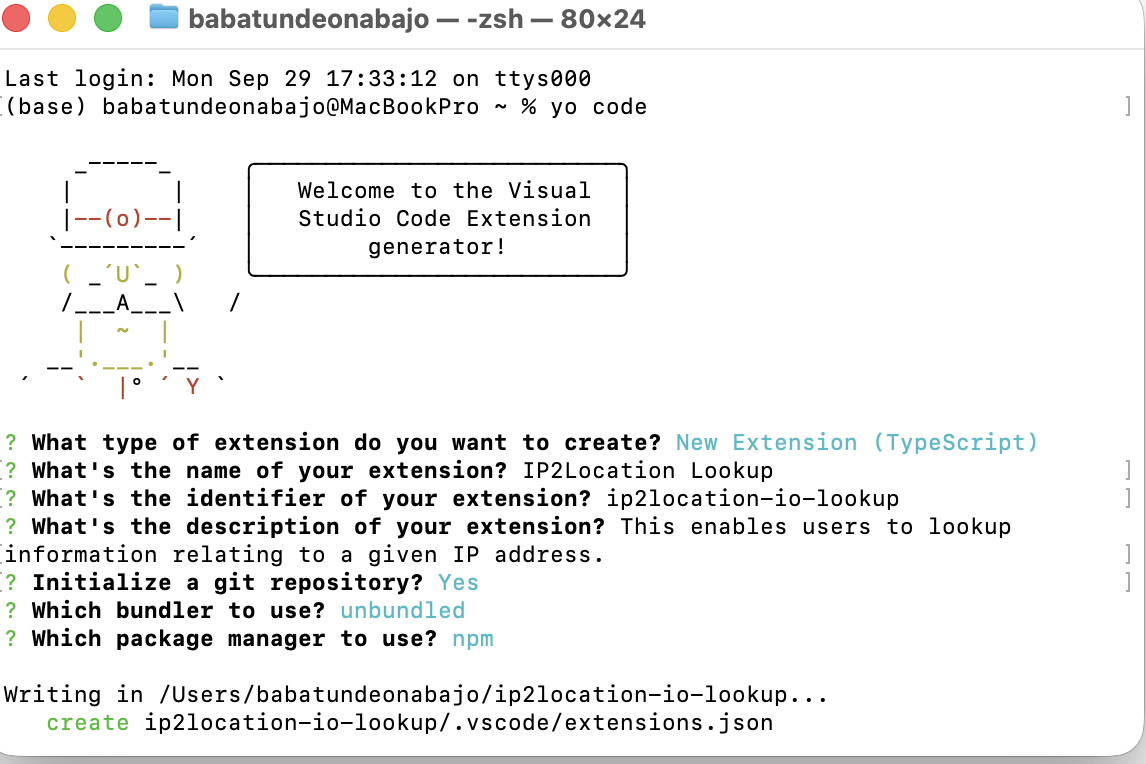 babatundeonabajo — -zsh — 80×24
Last login: Mon Sep 29 17:33:12 on ttys000
(base) babatundeonabajo@MacBookPro ~ % yo code
Welcome to the Visual
Studio Code Extension
generator!
? What type of extension do you want to create? New Extension (TypeScript)
? What's the name of your extension? IP2Location Lookup
? What's the identifier of your extension? ip2location-io-lookup
? What's the description of your extension? This enables users to lookup
information relating to a given IP address.
? Initialize a git repository? Yes
? Which bundler to use? unbundled
? Which package manager to use? npm
Writing in /Users/babatundeonabajo/ip2location-io-lookup...
create ip2location-io-lookup/.vscode/extensions.json